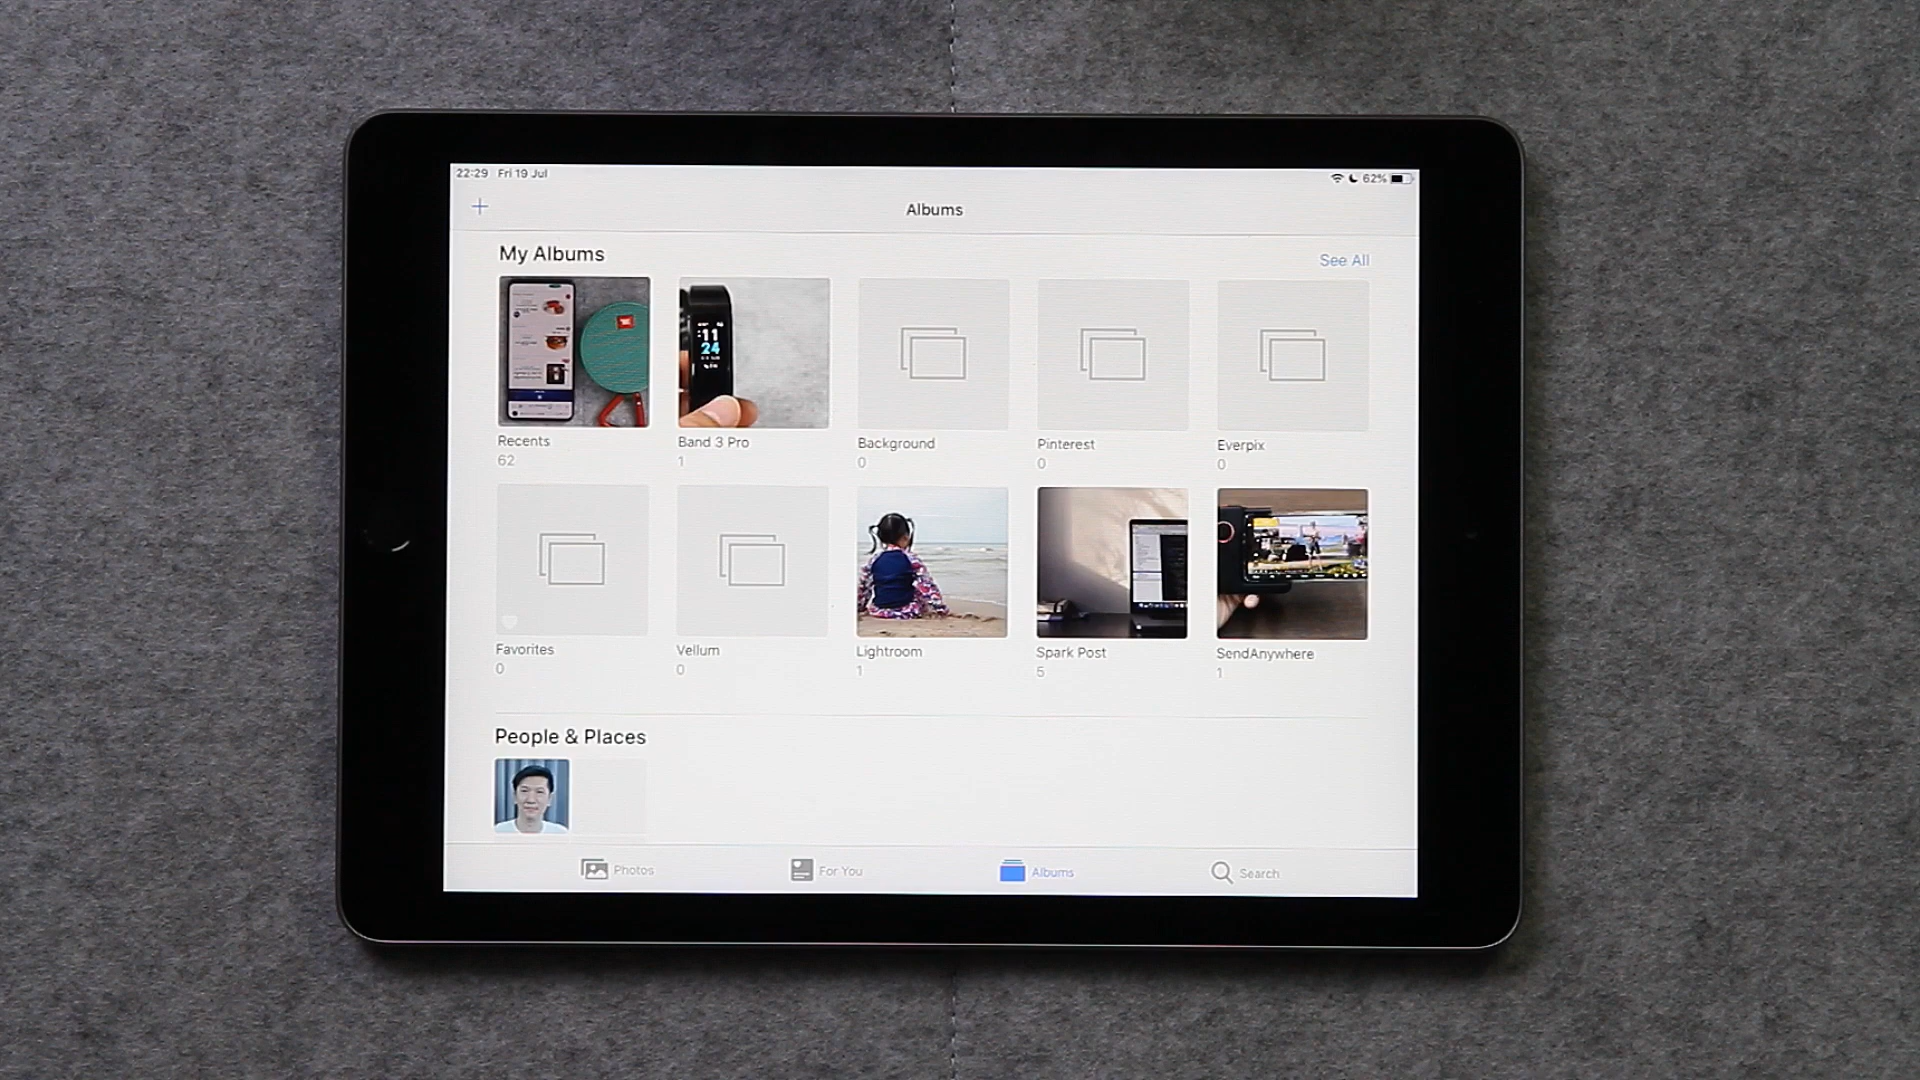 22:29 Fri 19 Jul
62%
Albums
My Albums
See All
Recents
62
Band 3 Pro
1
Background
0
Pinterest
0
Everpix
0
Favorites
0
Vellum
0
Lightroom
1
Spark Post
5
SendAnywhere
1
People & Places
Photos
For You
Albums
Search
11
24